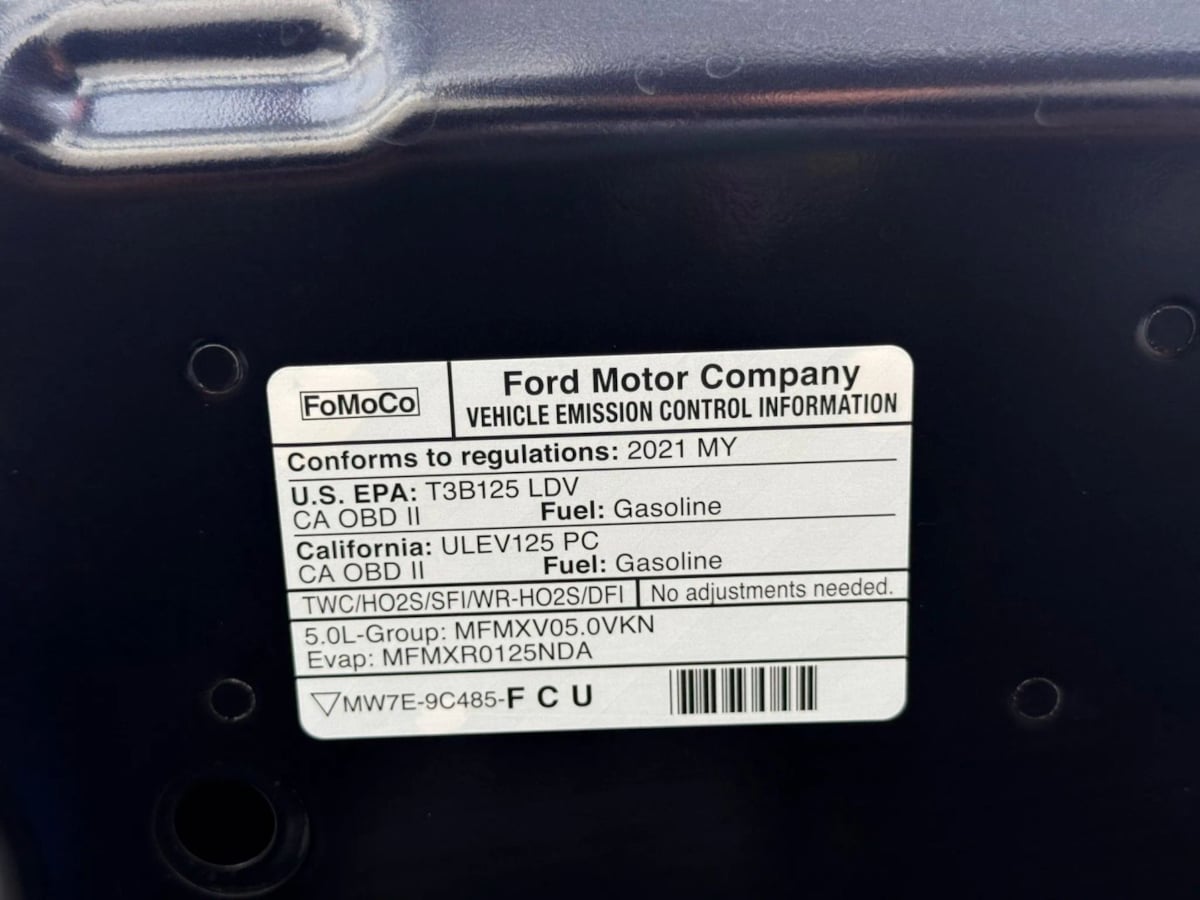 FoMoCo
Ford Motor Company
VEHICLE EMISSION CONTROL INFORMATION
Conforms to regulations: 2021 MY
U.S. EPA: T3B125 LDV
CA OBD II Fuel: Gasoline
California: ULEV125 PC
CA OBD II Fuel: Gasoline
TWC/HO2S/SFI/WR-HO2S/DFI No adjustments needed.
5.0L-Group: MFMXV05.0VKN
Evap: MFMXR0125NDA
▽MW7E-9C485-F C U